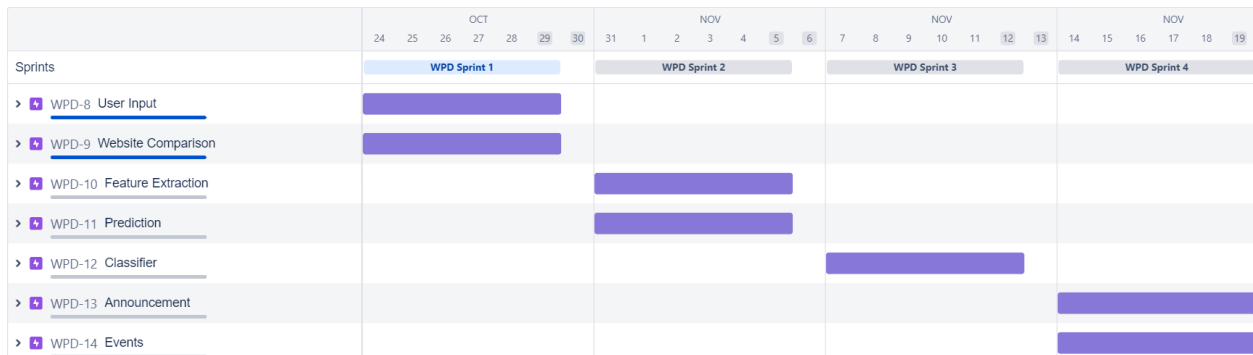 OCT NOV NOV NOV
24 25 26 27 28 29 30 31 1 2 3 4 5 6 7 8 9 10 11 12 13 14 15 16 17 18 19
Sprints WPD Sprint 1 WPD Sprint 2 WPD Sprint 3 WPD Sprint 4
WPD-8 User Input
WPD-9 Website Comparison
WPD-10 Feature Extraction
WPD-11 Prediction
WPD-12 Classifier
WPD-13 Announcement
WPD-14 Events